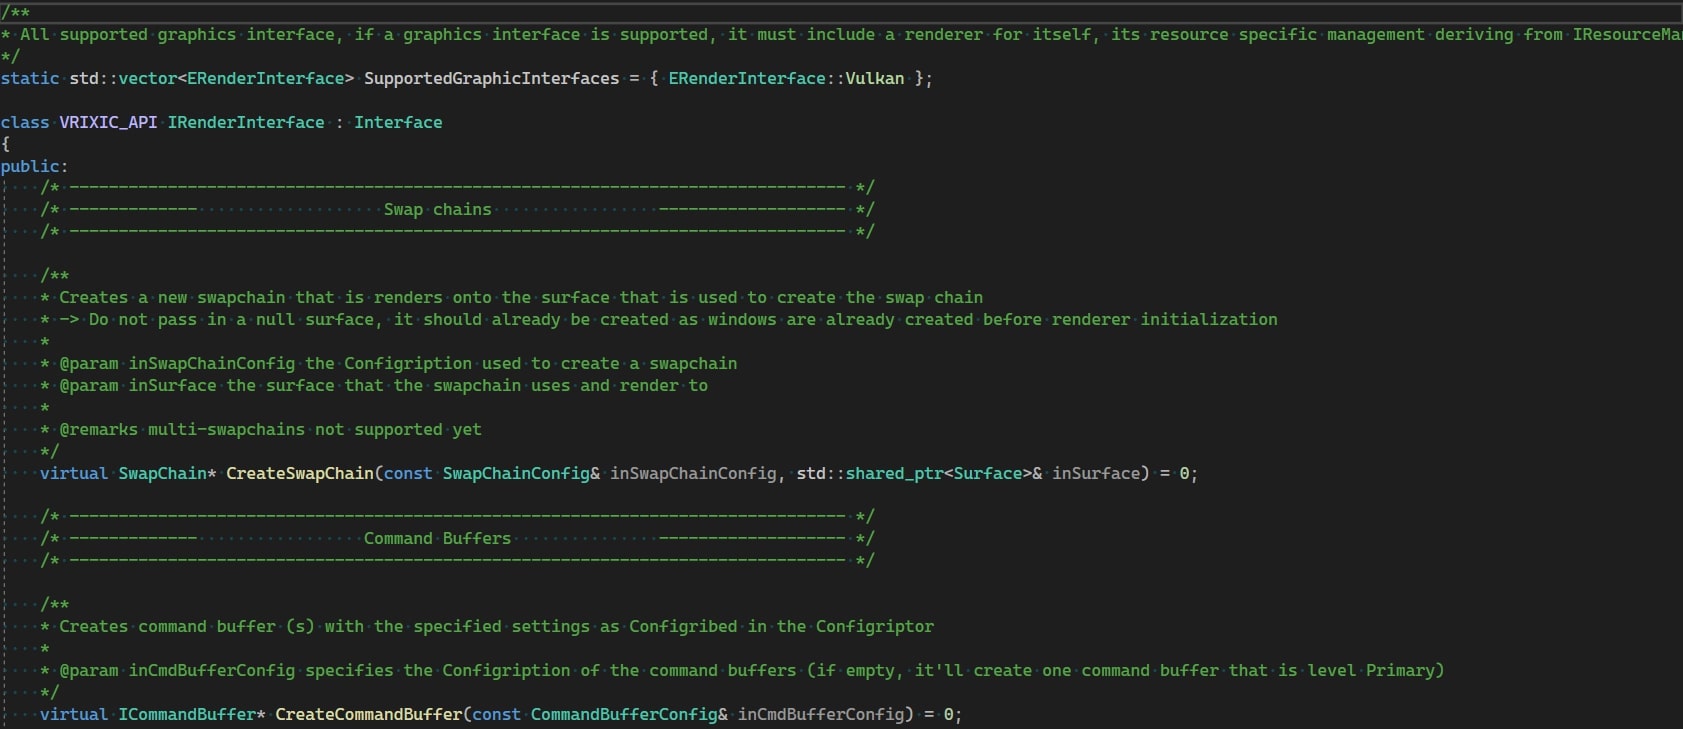 /**
* All supported graphics interface, if a graphics interface is supported, it must include a renderer for itself, its resource specific management deriving from
*/
static std::vector<ERenderInterface> SupportedGraphicInterfaces = { ERenderInterface::Vulkan };
class VRIXIC_API IRenderInterface : Interface
{
public:
/* ------------------------------------------------------------------------------- */
/* ------------- Swap chains ------------------- */
/* ------------------------------------------------------------------------------- */
/**
* Creates a new swapchain that is renders onto the surface that is used to create the swap chain
* -> Do not pass in a null surface, it should already be created as windows are already created before renderer initialization
*
* @param inSwapChainConfig the Configription used to create a swapchain
* @param inSurface the surface that the swapchain uses and render to
*
* @remarks multi-swapchains not supported yet
*/
virtual SwapChain* CreateSwapChain(const SwapChainConfig& inSwapChainConfig, std::shared_ptr<Surface>& inSurface) = 0;
/* ------------------------------------------------------------------------------- */
/* ------------- Command Buffers ------------------- */
/* ------------------------------------------------------------------------------- */
/**
* Creates command buffer (s) with the specified settings as Configribed in the Configriptor
*
* @param inCmdBufferConfig specifies the Configription of the command buffers (if empty, it'll create one command buffer that is level Primary)
*/
virtual ICommandBuffer* CreateCommandBuffer(const CommandBufferConfig& inCmdBufferConfig) = 0;